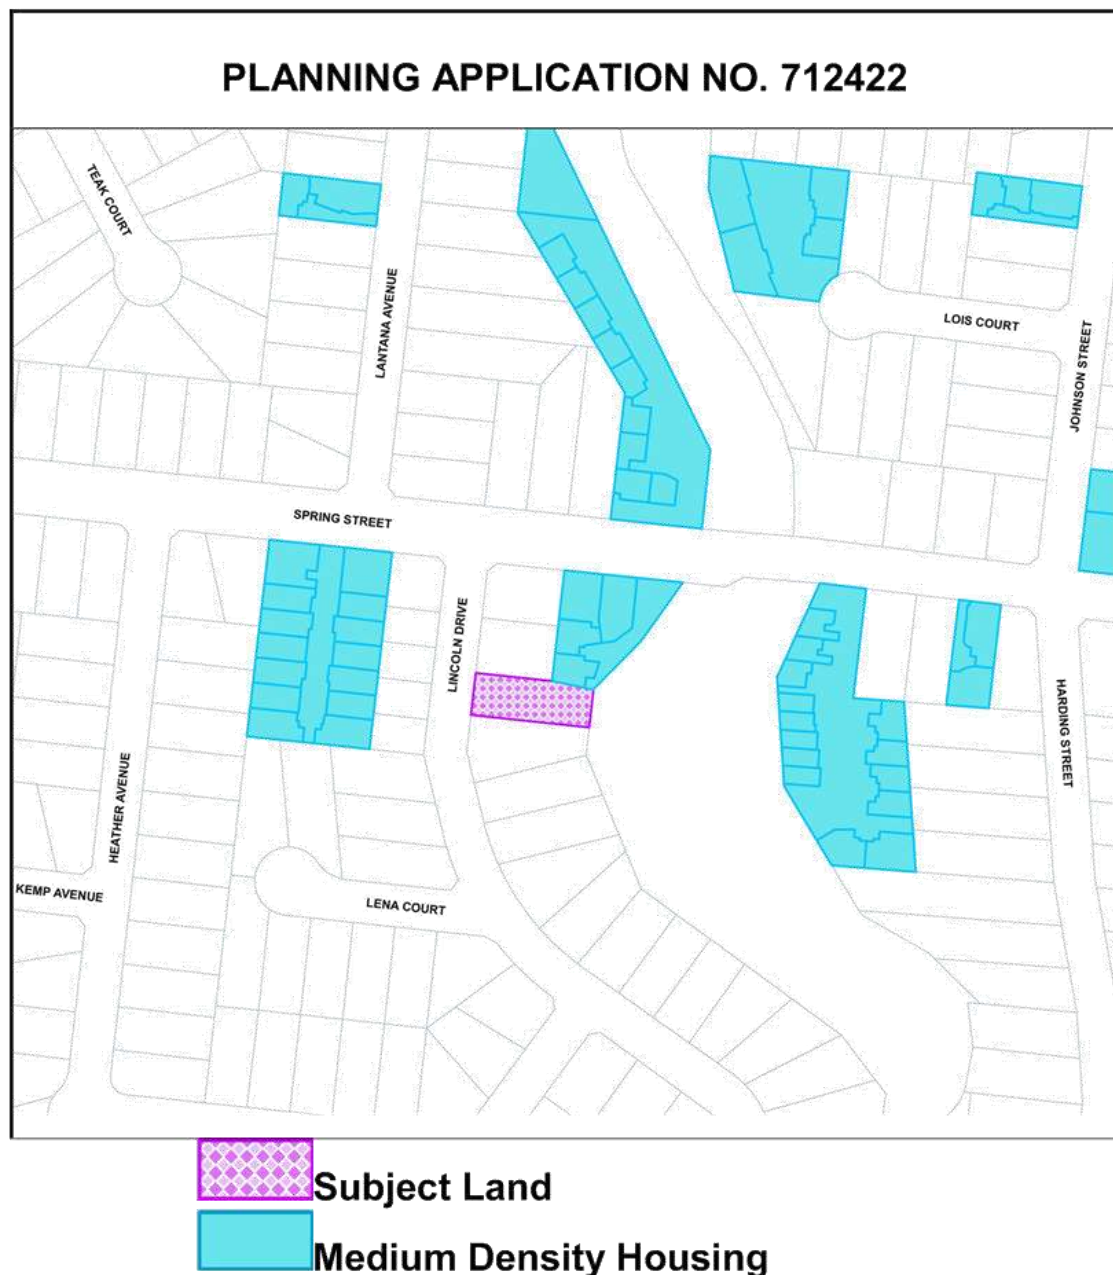 PLANNING APPLICATION NO. 712422
TEAK COURT
LANTANA AVENUE
LOIS COURT
JOHNSON STREET
SPRING STREET
LINCOLN DRIVE
HARDING STREET
HEATHER AVENUE
KEMP AVENUE
LENA COURT
Subject Land
Medium Density Housing